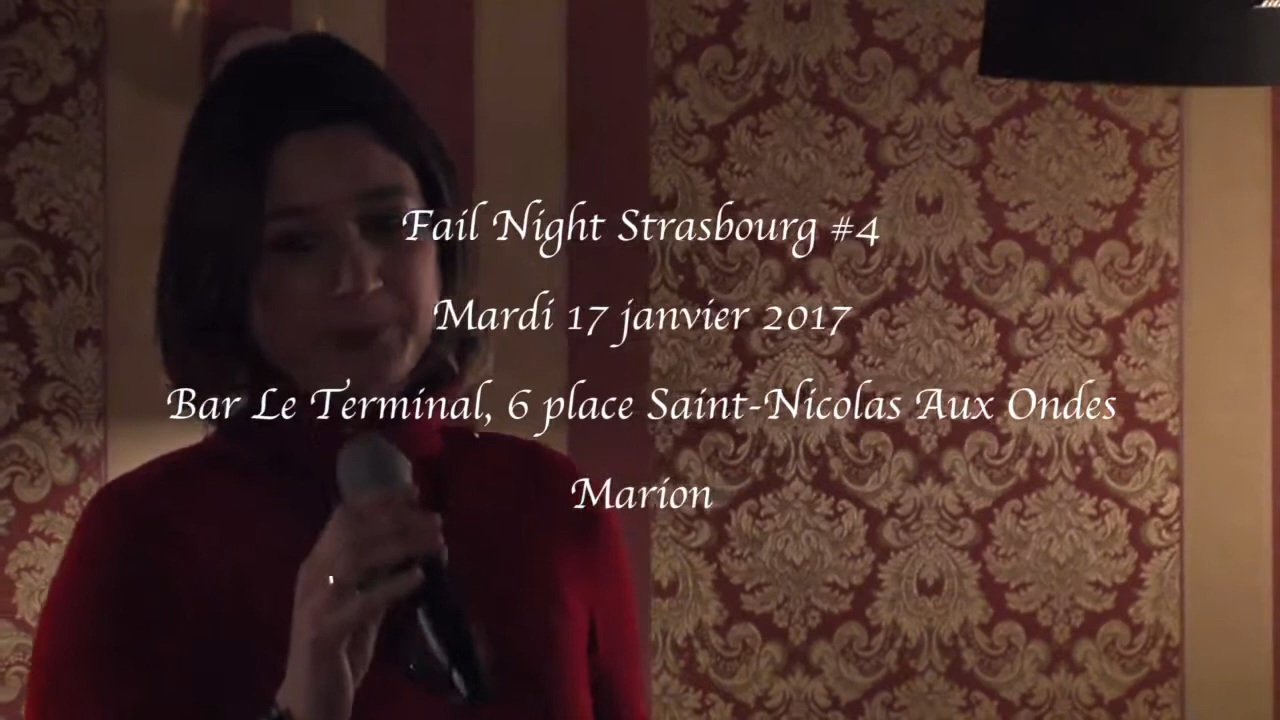 Fail Night Strasbourg #4
Mardi 17 janvier 2017
Bar Le Terminal, 6 place Saint-Nicolas Aux Ondes
Marion